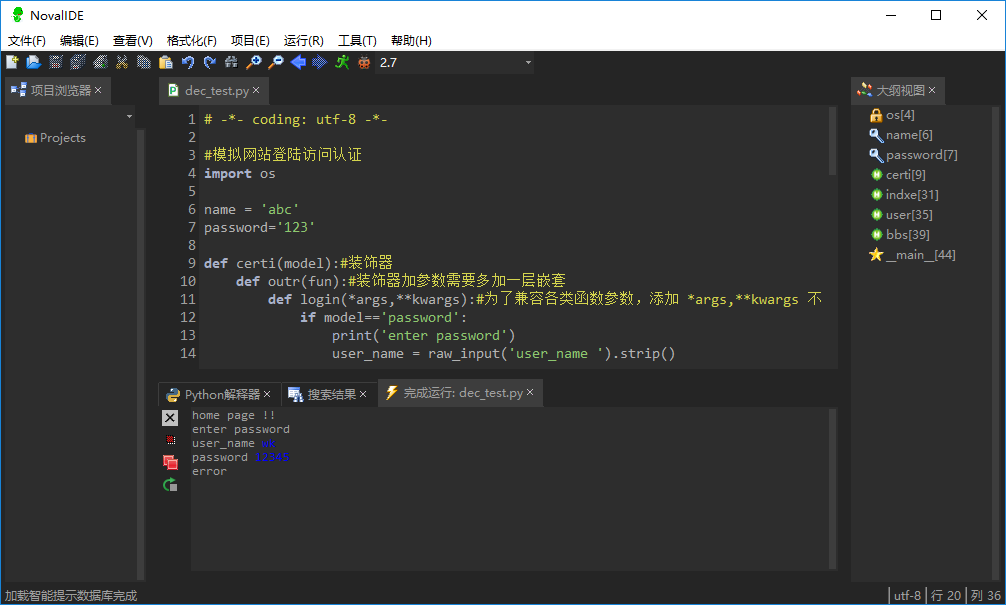 NovalIDE
文件(F) 编辑(E) 查看(V) 格式化(F) 项目(E) 运行(R) 工具(T) 帮助(H)
2.7
项目浏览器
Projects
dec_test.py
1 # -*- coding: utf-8 -*-
2
3 #模拟网站登陆访问认证
4 import os
5
6 name = 'abc'
7 password='123'
8
9 def certi(model):#装饰器
10 def outr(fun):#装饰器加参数需要多加一层嵌套
11 def login(*args,**kwargs):#为了兼容各类函数参数，添加 *args,**kwargs 不
12 if model=='password':
13 print('enter password')
14 user_name = raw_input('user_name ').strip()
Python解释器 搜索结果 完成运行: dec_test.py
home page !!
enter password
user_name wk
password 12345
error
大纲视图
os[4]
name[6]
password[7]
certi[9]
indxe[31]
user[35]
bbs[39]
__main__[44]
加载智能提示数据库完成
utf-8 行 20 列 36